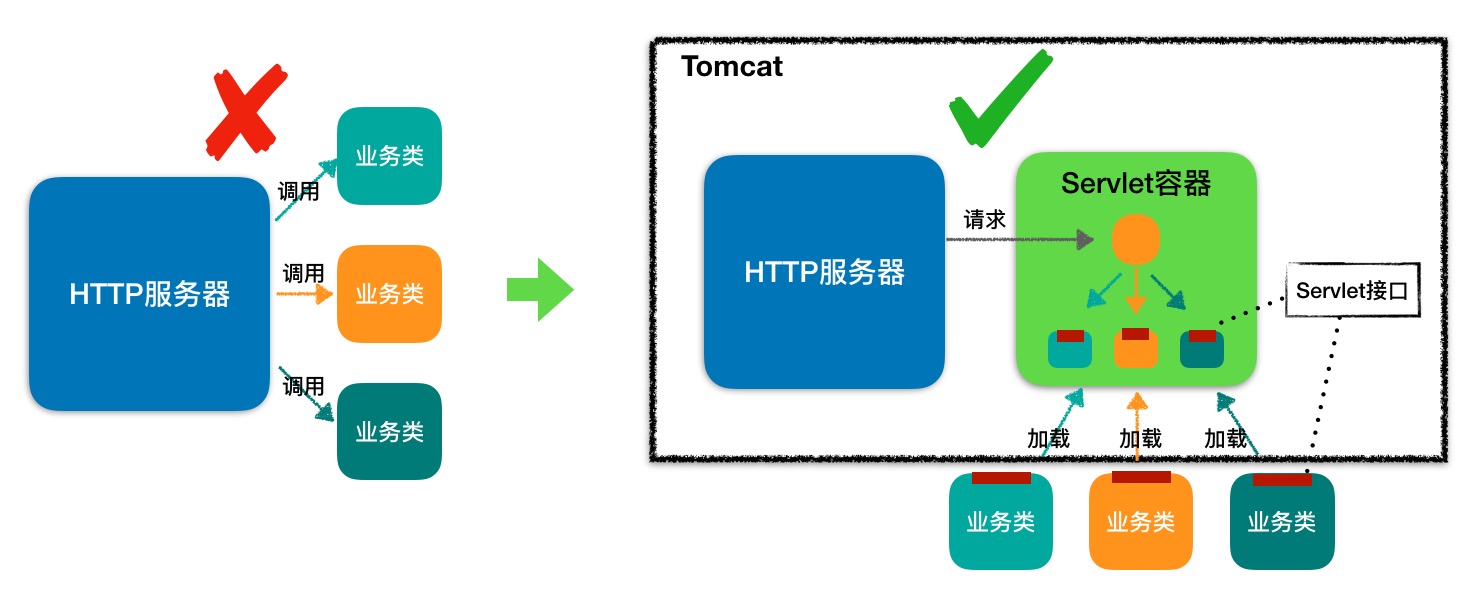 业务类
调用
HTTP服务器
调用
业务类
调用
业务类
Tomcat
HTTP服务器
请求
Servlet容器
Servlet接口
加载
加载
加载
业务类
业务类
业务类